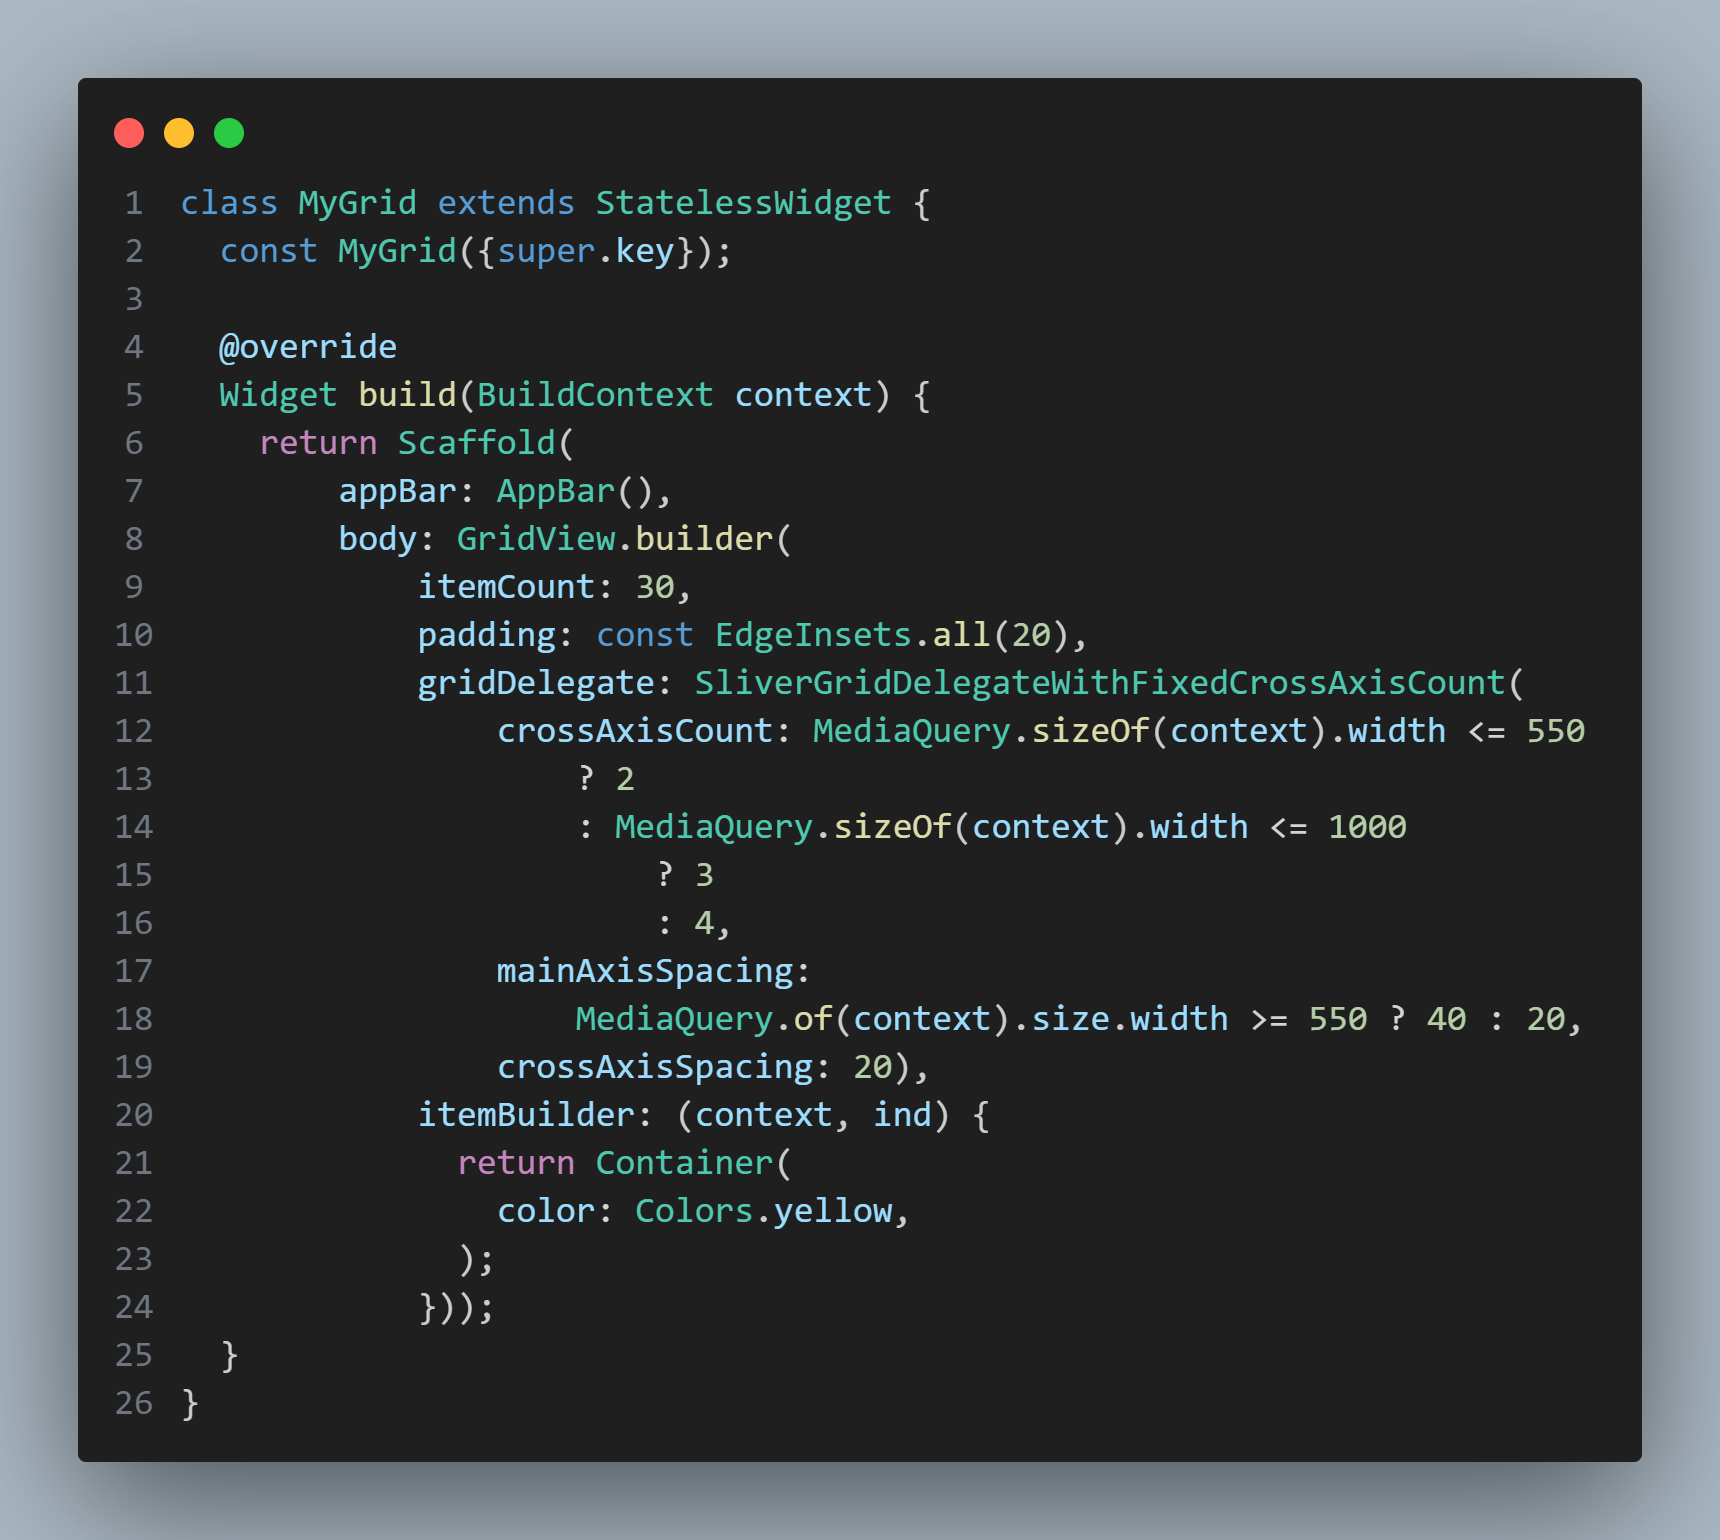 1 class MyGrid extends StatelessWidget {
2   const MyGrid({super.key});
3
4   @override
5   Widget build(BuildContext context) {
6     return Scaffold(
7         appBar: AppBar(),
8         body: GridView.builder(
9             itemCount: 30,
10             padding: const EdgeInsets.all(20),
11             gridDelegate: SliverGridDelegateWithFixedCrossAxisCount(
12                 crossAxisCount: MediaQuery.sizeOf(context).width <= 550
13                     ? 2
14                     : MediaQuery.sizeOf(context).width <= 1000
15                         ? 3
16                         : 4,
17                 mainAxisSpacing:
18                     MediaQuery.of(context).size.width >= 550 ? 40 : 20,
19                 crossAxisSpacing: 20),
20             itemBuilder: (context, ind) {
21               return Container(
22                 color: Colors.yellow,
23               );
24             }));
25   }
26 }